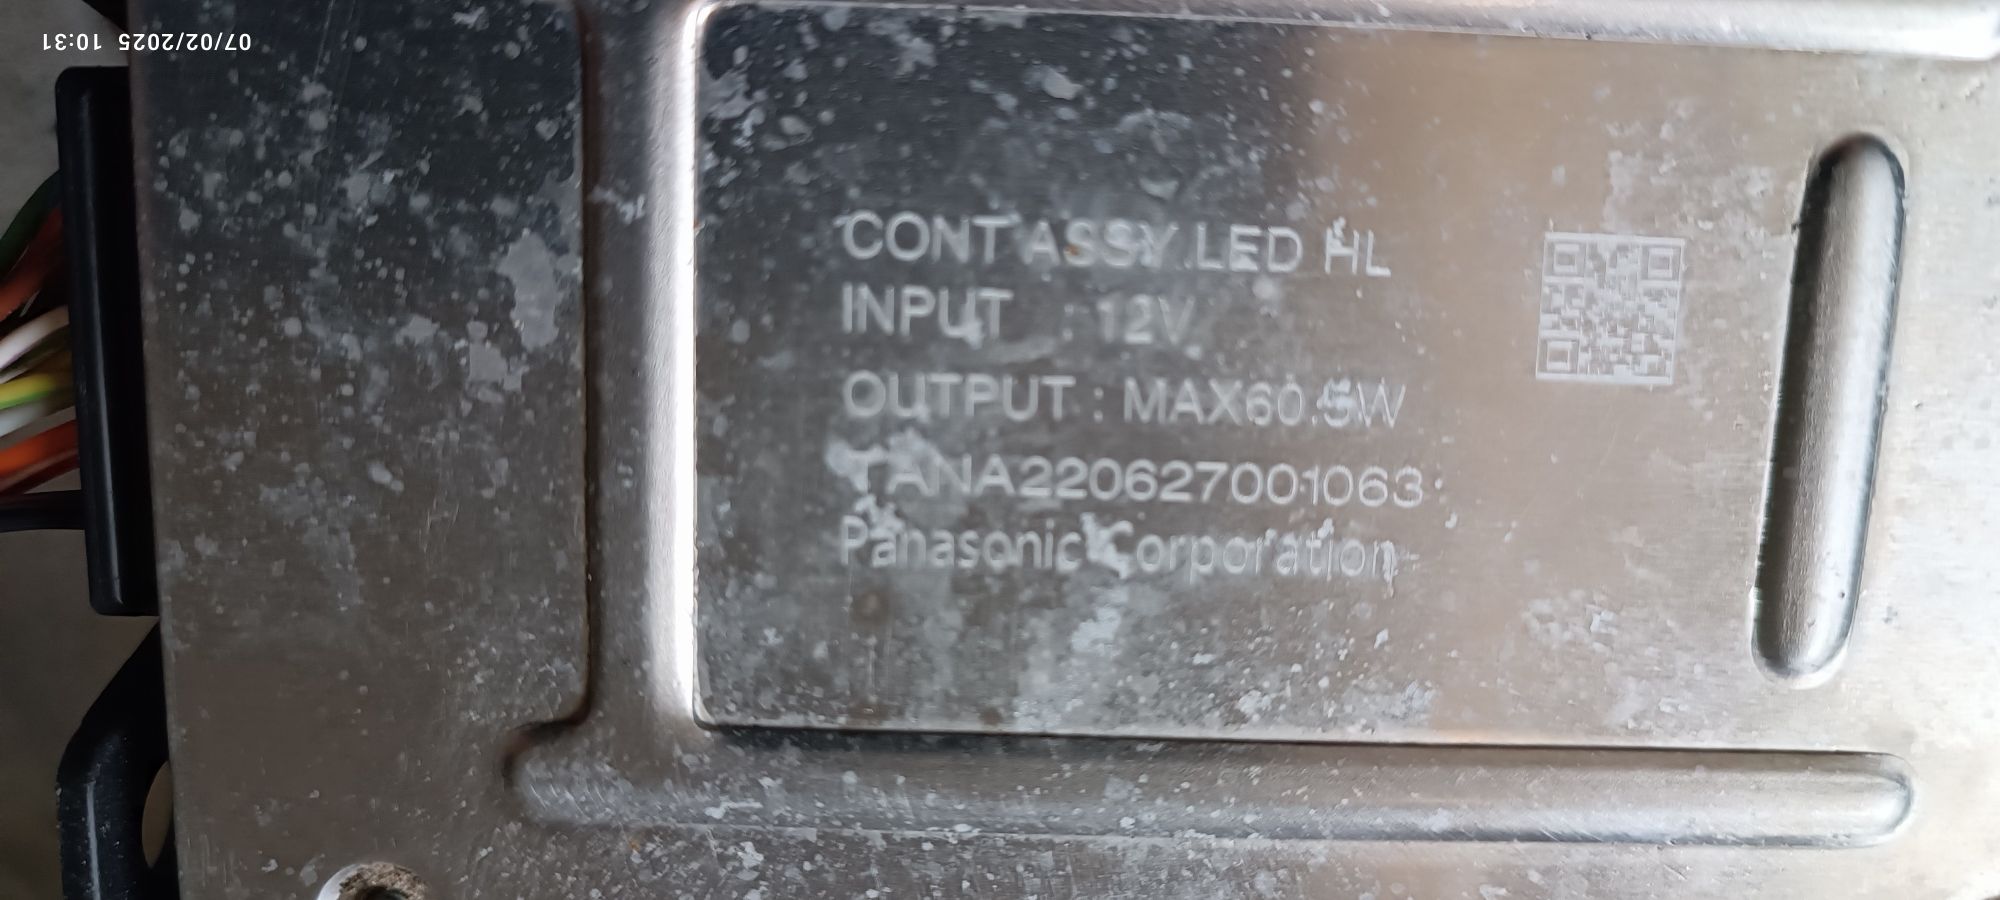 07/02/2025 10:31
CONT ASSY.LED HL
INPUT : 12V
OUTPUT : MAX60.5W
TANA220627001063
Panasonic Corporation